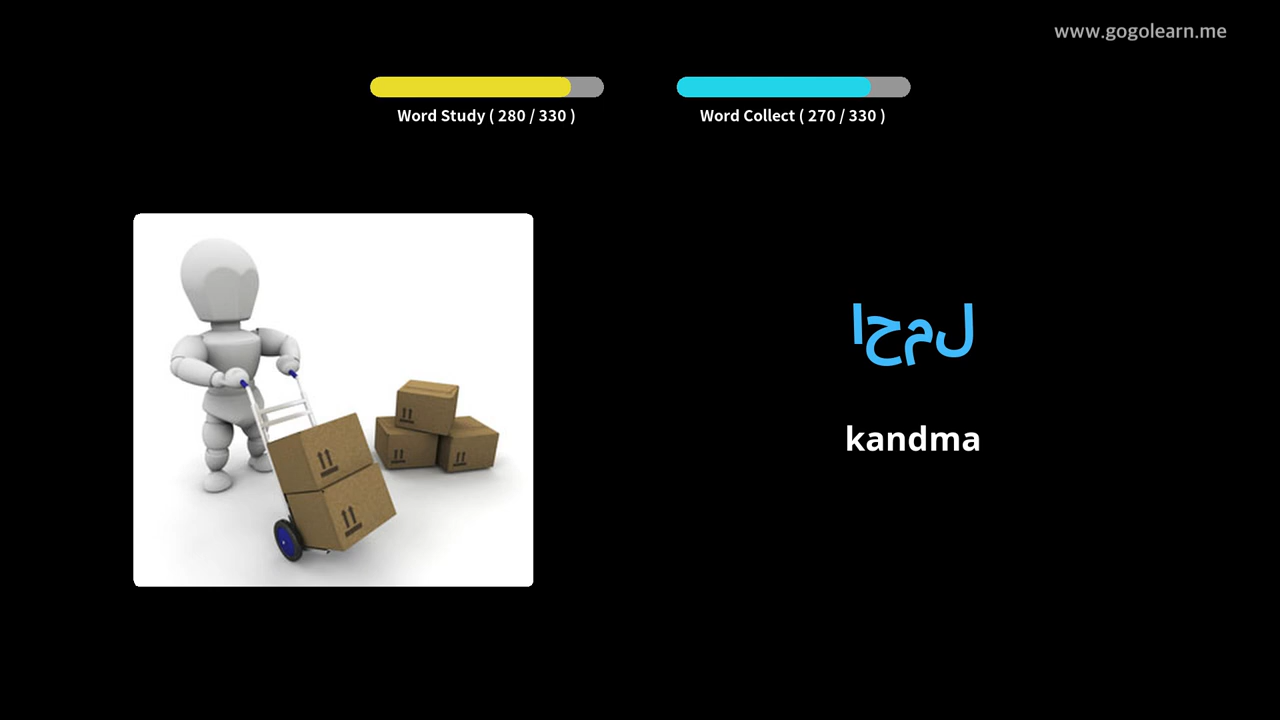 www.gogolearn.me
Word Study ( 280 / 330 )
Word Collect ( 270 / 330 )
احمل
kandma